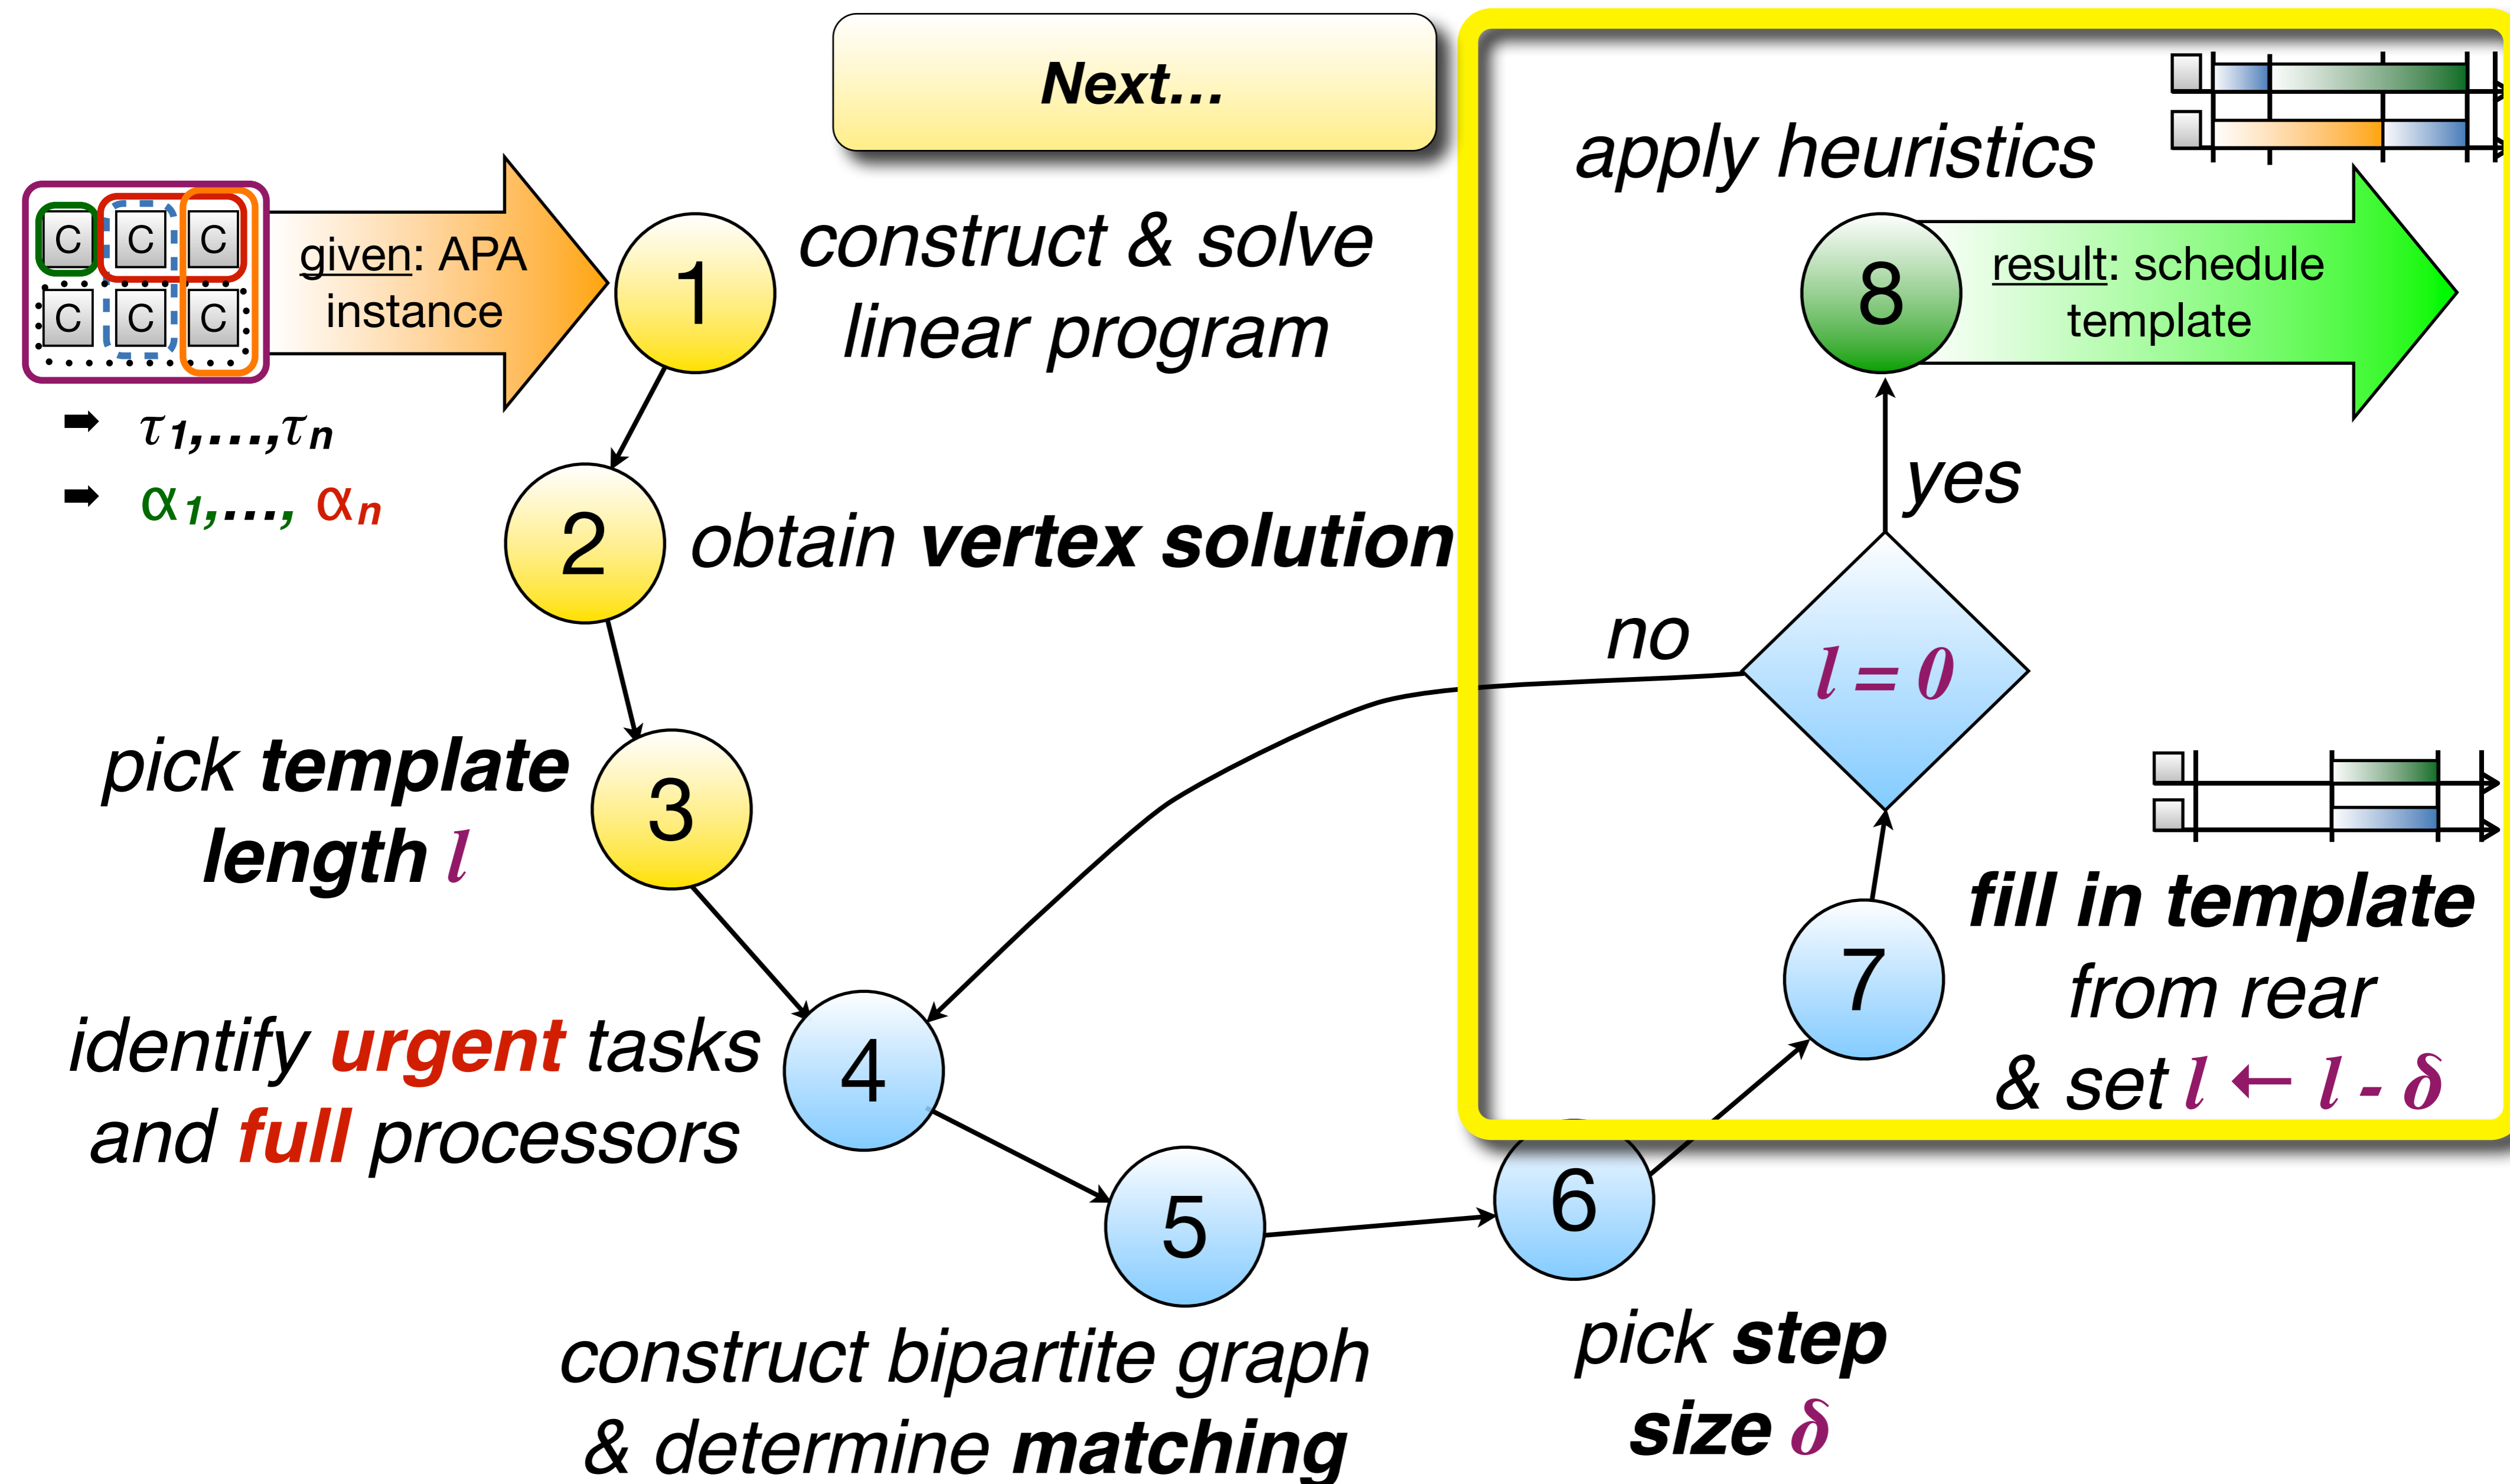 Next...
C C C
C C C
given: APA
instance
➡ τ1,...,τn
➡ α1,..., αn
1
construct & solve
linear program
2
obtain vertex solution
pick template
length l
3
identify urgent tasks
and full processors
4
5
construct bipartite graph
& determine matching
6
pick step
size δ
7
fill in template
from rear
& set l ← l - δ
l = 0
no
yes
apply heuristics
8
result: schedule
template